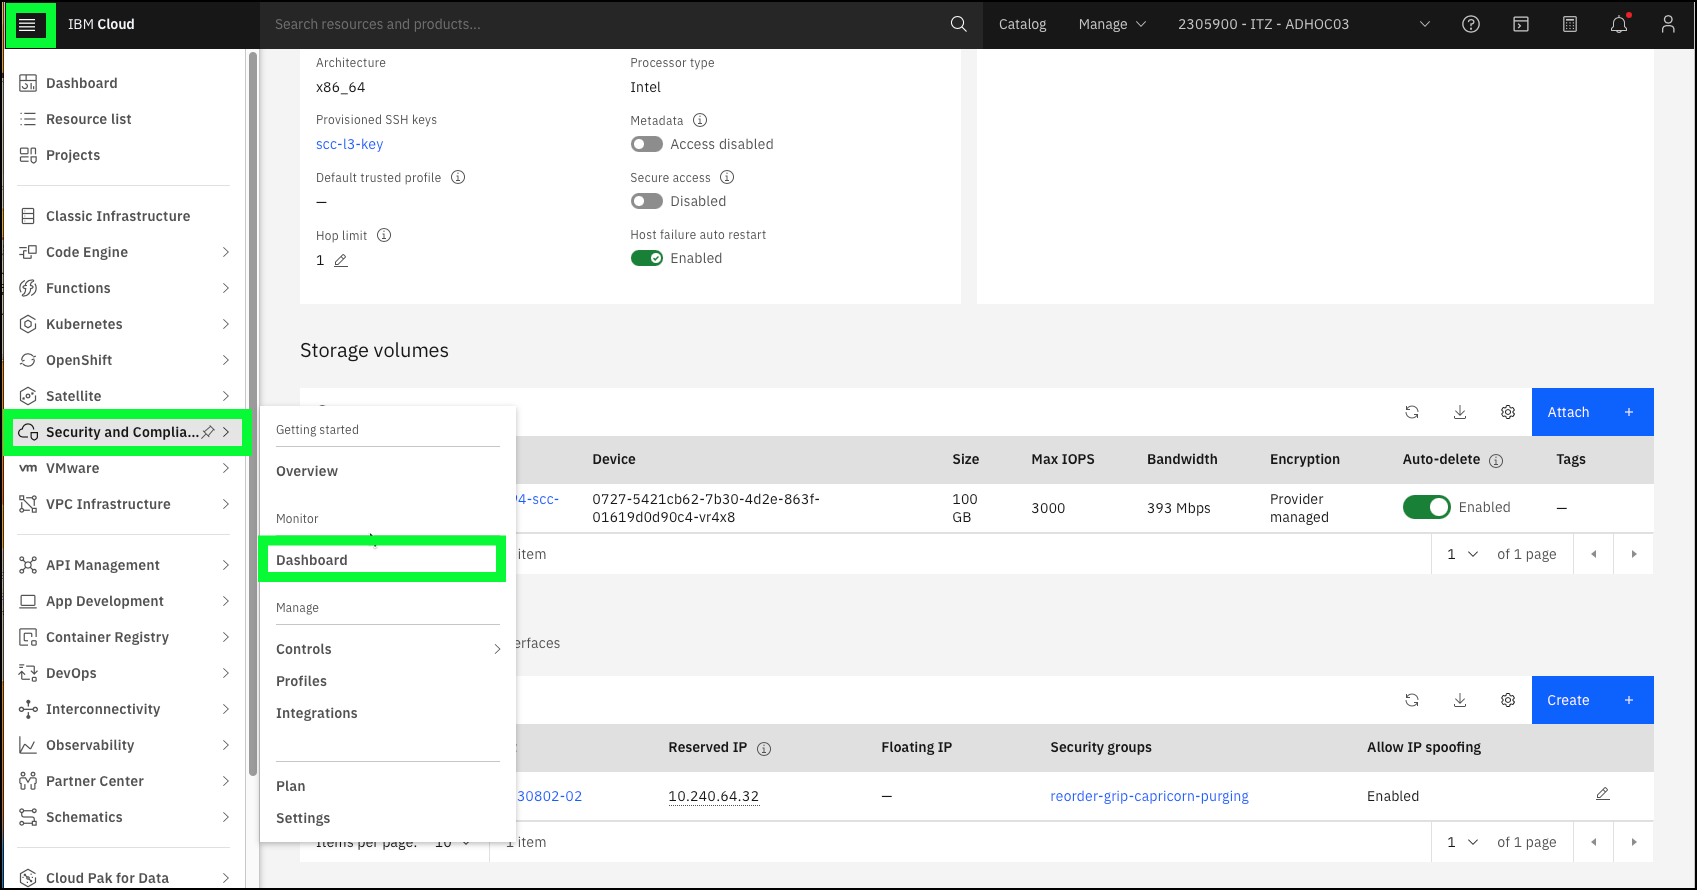 IBM Cloud
Search resources and products...
Catalog
Manage
2305900 - ITZ - ADHOC03
Dashboard
Resource list
Projects
Classic Infrastructure
Code Engine
Functions
Kubernetes
OpenShift
Satellite
Security and Complia...
VMware
VPC Infrastructure
API Management
App Development
Container Registry
DevOps
Interconnectivity
Observability
Partner Center
Schematics
Cloud Pak for Data
Getting started
Overview
Monitor
Dashboard
Manage
Controls
Profiles
Integrations
Plan
Settings
Architecture
x86_64
Processor type
Intel
Provisioned SSH keys
scc-l3-key
Metadata
Access disabled
Default trusted profile
—
Secure access
Disabled
Hop limit
1
Host failure auto restart
Enabled
Storage volumes
Attach +
Device
Size
Max IOPS
Bandwidth
Encryption
Auto-delete
Tags
94-scc-
0727-5421cb62-7b30-4d2e-863f-
01619d0d90c4-vr4x8
100
GB
3000
393 Mbps
Provider
managed
Enabled
—
item
1 of 1 page
erfaces
Create +
Reserved IP
Floating IP
Security groups
Allow IP spoofing
30802-02
10.240.64.32
—
reorder-grip-capricorn-purging
Enabled
Items per page: 10
1 item
1 of 1 page